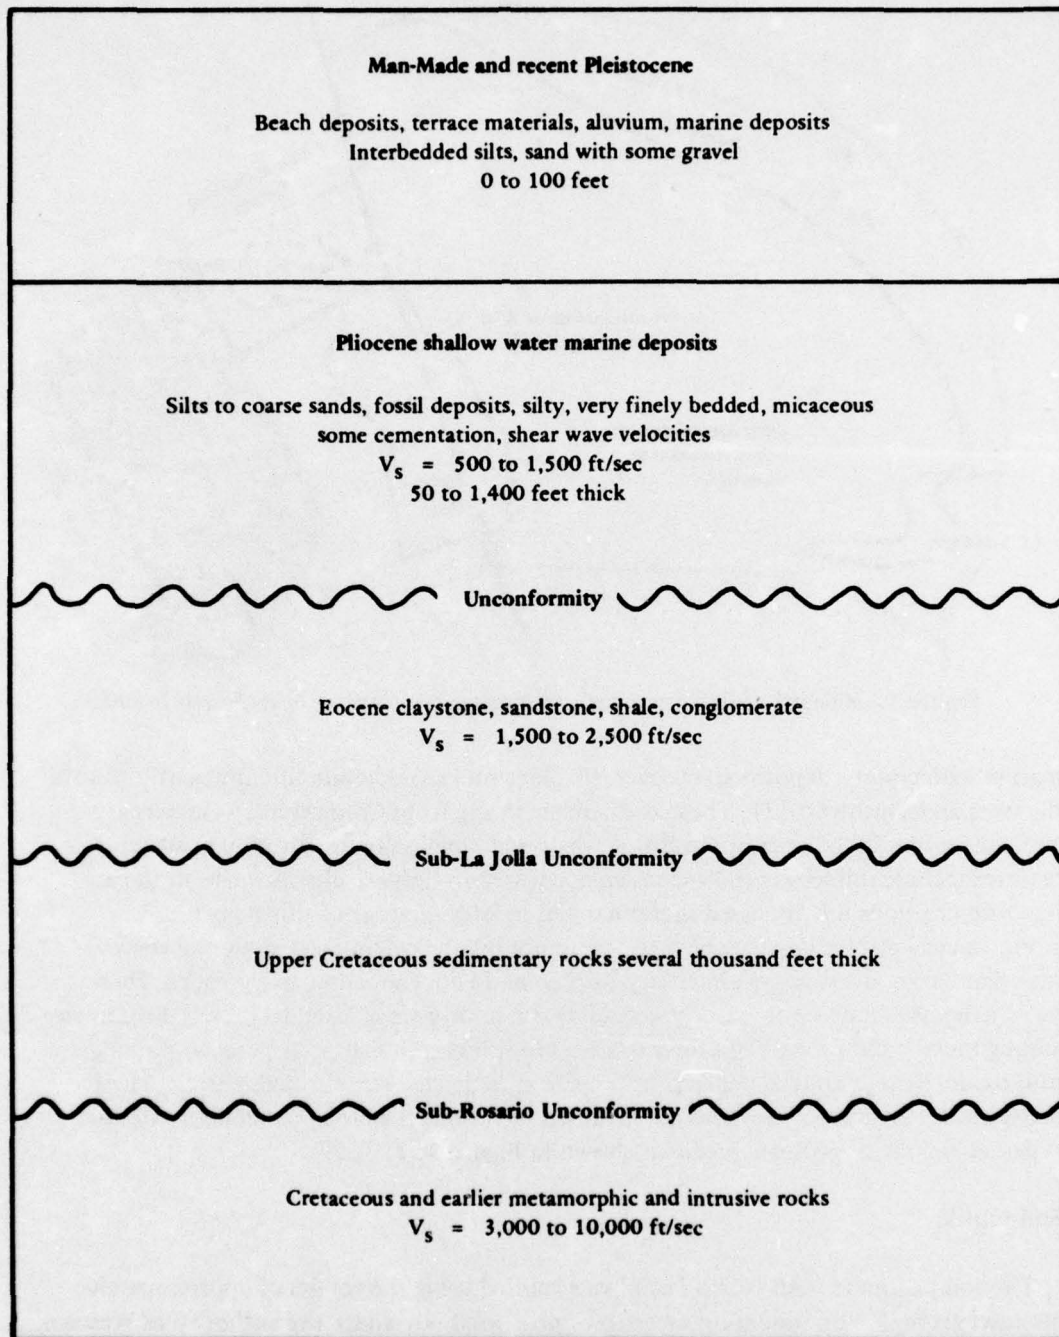 Man-Made and recent Pleistocene
Beach deposits, terrace materials, aluvium, marine deposits
Interbedded silts, sand with some gravel
0 to 100 feet
Pliocene shallow water marine deposits
Silts to coarse sands, fossil deposits, silty, very finely bedded, micaceous
some cementation, shear wave velocities
Vs = 500 to 1,500 ft/sec
50 to 1,400 feet thick
Unconformity
Eocene claystone, sandstone, shale, conglomerate
Vs = 1,500 to 2,500 ft/sec
Sub-La Jolla Unconformity
Upper Cretaceous sedimentary rocks several thousand feet thick
Sub-Rosario Unconformity
Cretaceous and earlier metamorphic and intrusive rocks
Vs = 3,000 to 10,000 ft/sec